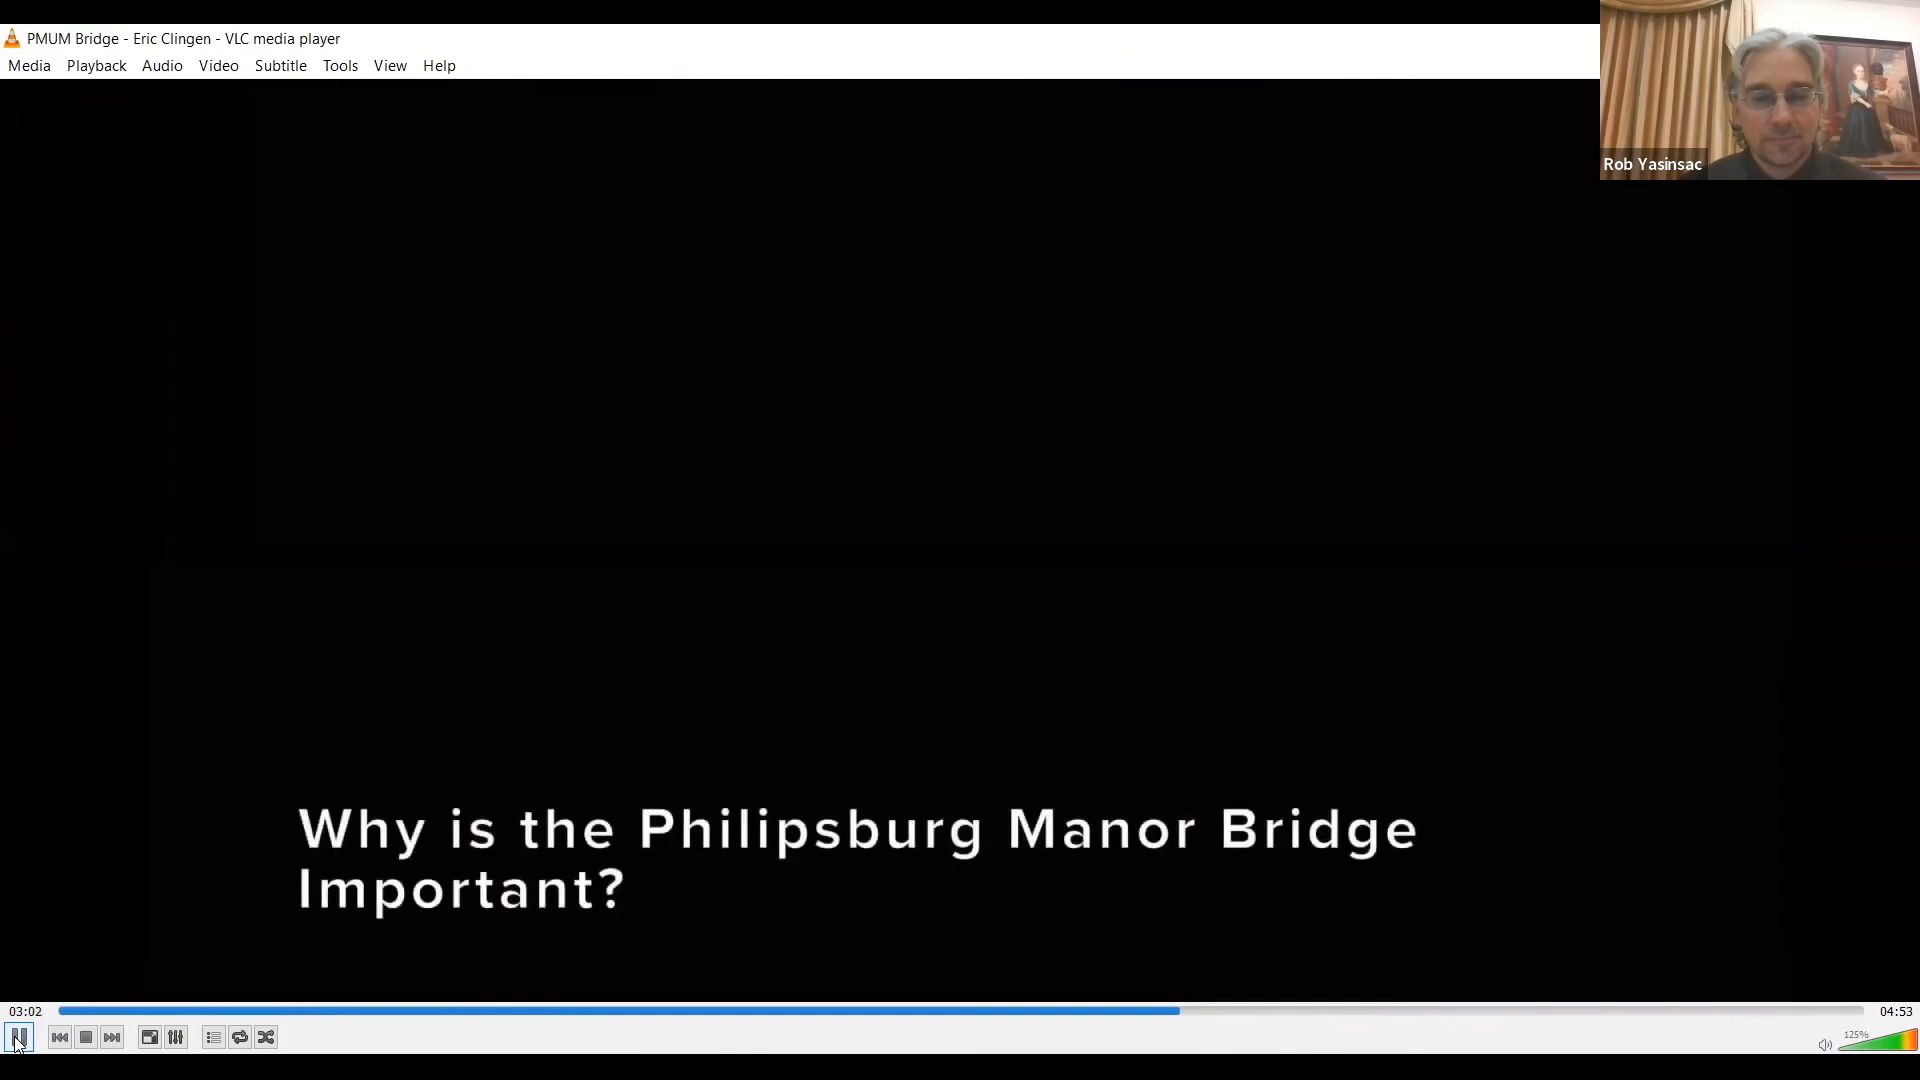 PMUM Bridge - Eric Clingen - VLC media player
Media Playback Audio Video Subtitle Tools View Help
Rob Yasinsac
Why is the Philipsburg Manor Bridge
Important?
03:02
04:53
125%